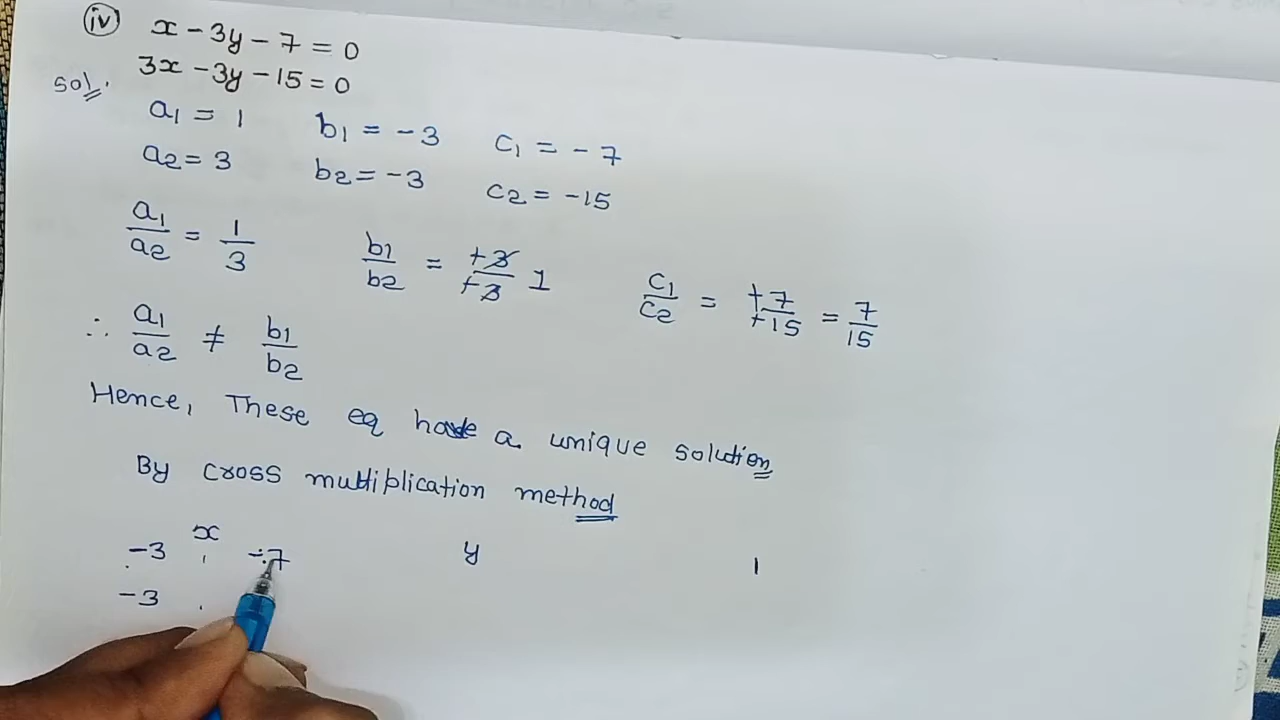 iv x - 3y - 7 = 0
3x - 3y - 15 = 0
Sol.
a1 = 1 b1 = -3 c1 = -7
a2 = 3 b2 = -3 c2 = -15
a1/a2 = 1/3 b1/b2 = +3/+3 1 c1/c2 = +7/+15 = 7/15
∴ a1/a2 ≠ b1/b2
Hence, These eq have a unique solution
By cross multiplication method
x y 1
-3 -7
-3